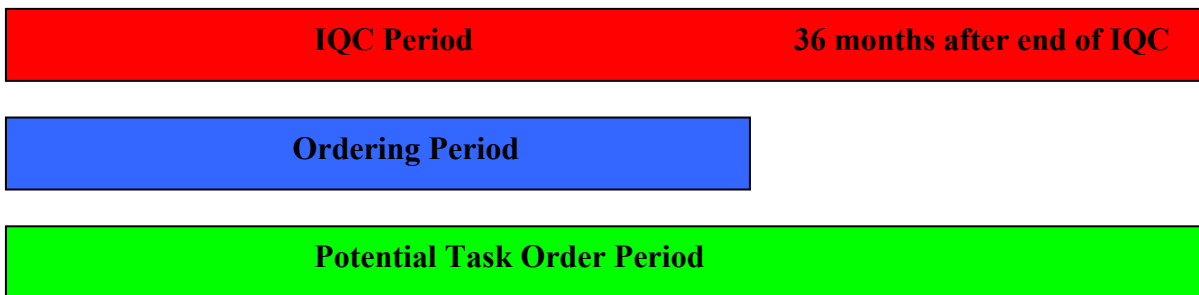 IQC Period 36 months after end of IQC
Ordering Period
Potential Task Order Period